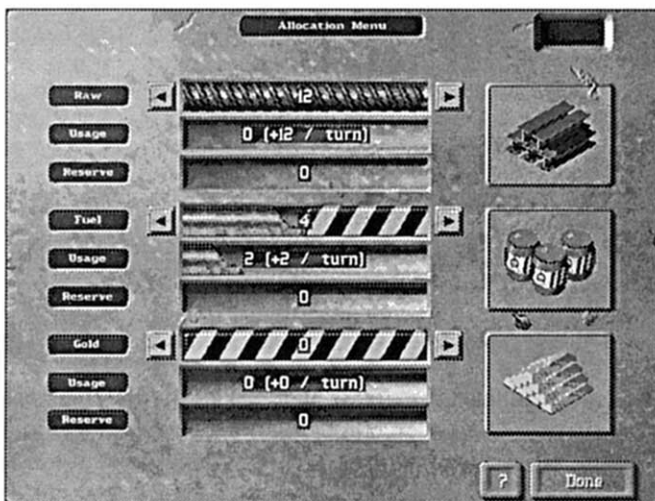 Allocation Menu
Raw
12
Usage
0 (+12 / turn)
Reserve
0
Fuel
4
Usage
2 (+2 / turn)
Reserve
0
Gold
0
Usage
0 (+0 / turn)
Reserve
0
? Done